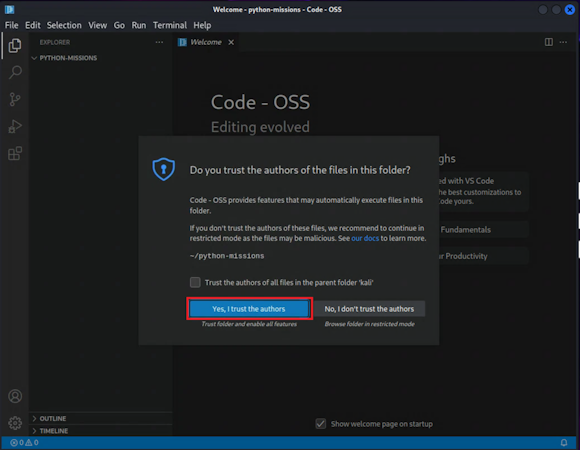 Welcome - python-missions - Code - OSS
File Edit Selection View Go Run Terminal Help
EXPLORER
Welcome
PYTHON-MISSIONS
Code - OSS
Editing evolved
Do you trust the authors of the files in this folder?
Code - OSS provides features that may automatically execute files in this
folder.
If you don't trust the authors of these files, we recommend to continue in
restricted mode as the files may be malicious. See our docs to learn more.
~/python-missions
Trust the authors of all files in the parent folder 'kali'
Yes, I trust the authors
No, I don't trust the authors
Trust folder and enable all features
Browse folder in restricted mode
ed with VS Code
the best customizations to
Code yours.
Fundamentals
ur Productivity
OUTLINE
TIMELINE
Show welcome page on startup
0 0